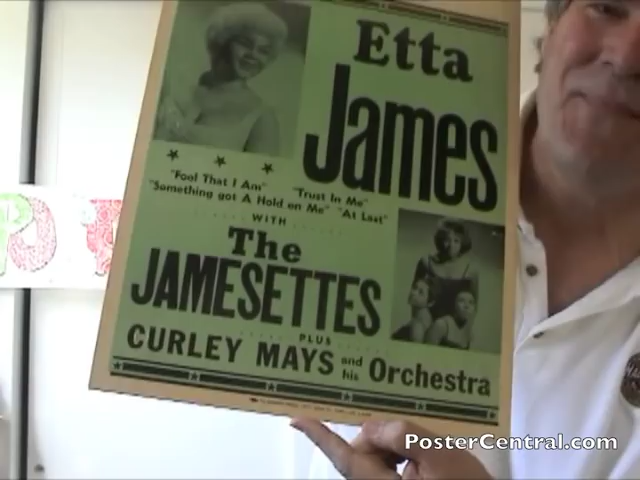 Etta
James
"Fool That I Am" "Trust In Me"
"Something got A Hold on Me" "At Last"
WITH
The
JAMESETTES
PLUS
CURLEY MAYS and his Orchestra
PosterCentral.com